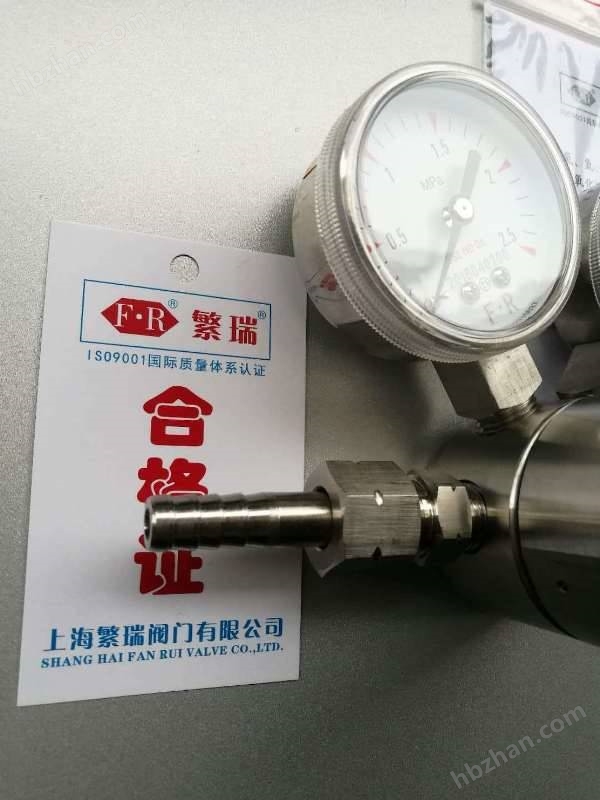 F·R® 繁瑞®
ISO9001国际质量体系认证
合格证
上海繁瑞阀门有限公司
SHANG HAI FAN RUI VALVE CO.,LTD.
0.5
1
1.5
2
2.5
MPa
F·R
hbzhan.com